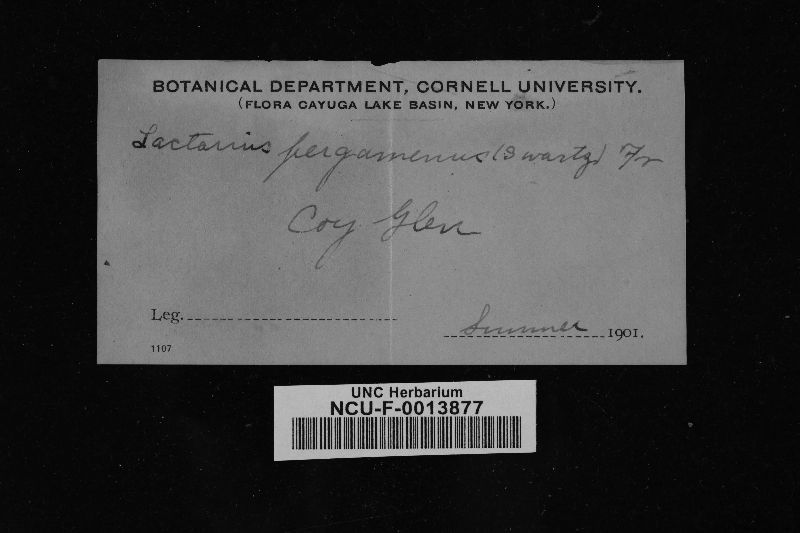 BOTANICAL DEPARTMENT, CORNELL UNIVERSITY.
(FLORA CAYUGA LAKE BASIN, NEW YORK.)
Lactarius pergamenus (Swartz) Fr
Coy Glen
Leg.
Summer 1901.
1107
UNC Herbarium
NCU-F-0013877